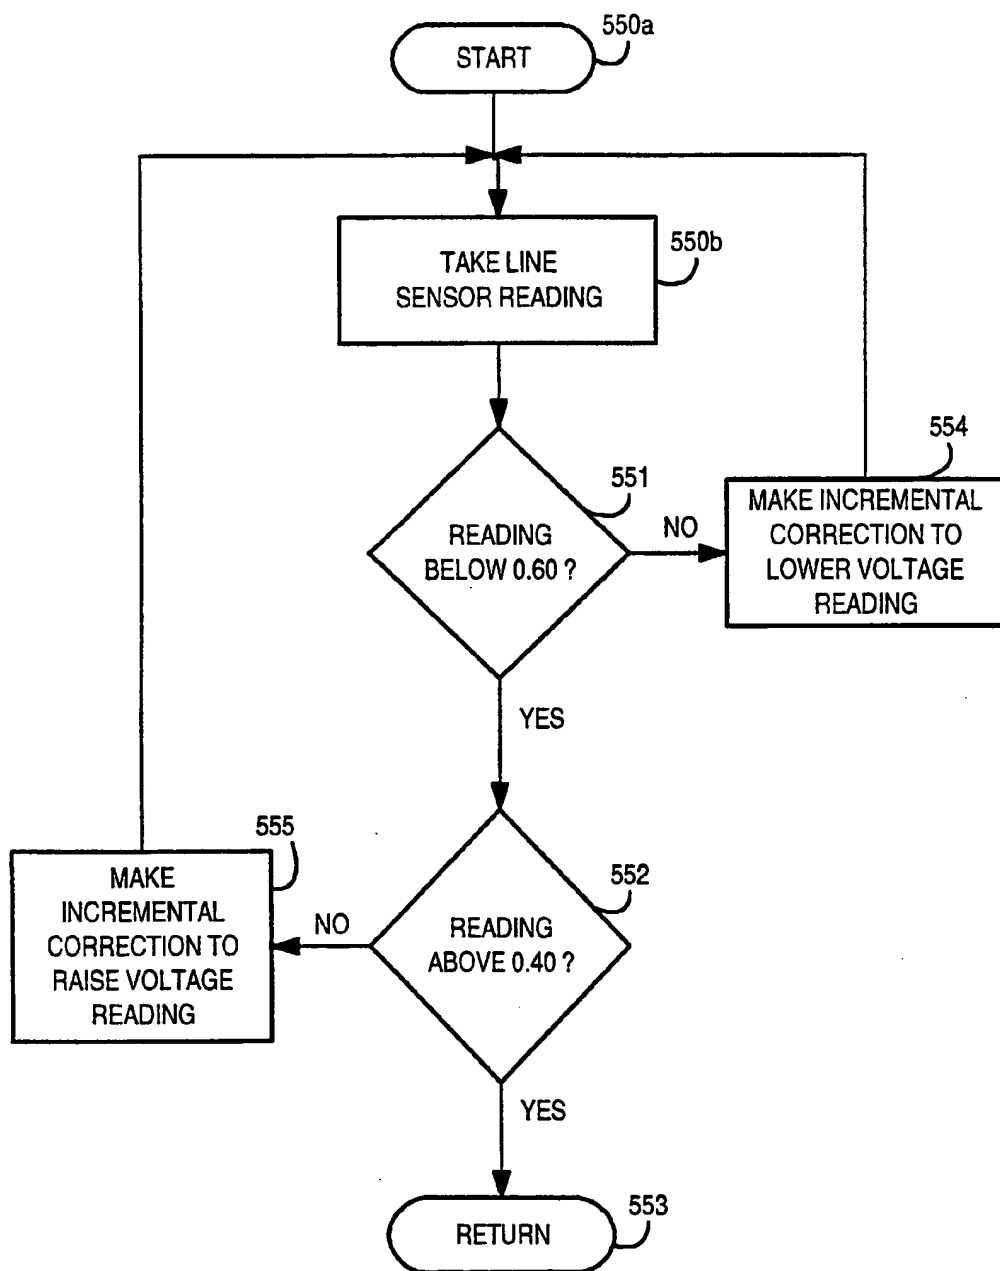 550a
START
550b
TAKE LINE
SENSOR READING
554
551
READING
BELOW 0.60 ?
NO
MAKE INCREMENTAL
CORRECTION TO
LOWER VOLTAGE
READING
YES
555
MAKE
INCREMENTAL
CORRECTION TO
RAISE VOLTAGE
READING
NO
552
READING
ABOVE 0.40 ?
YES
553
RETURN